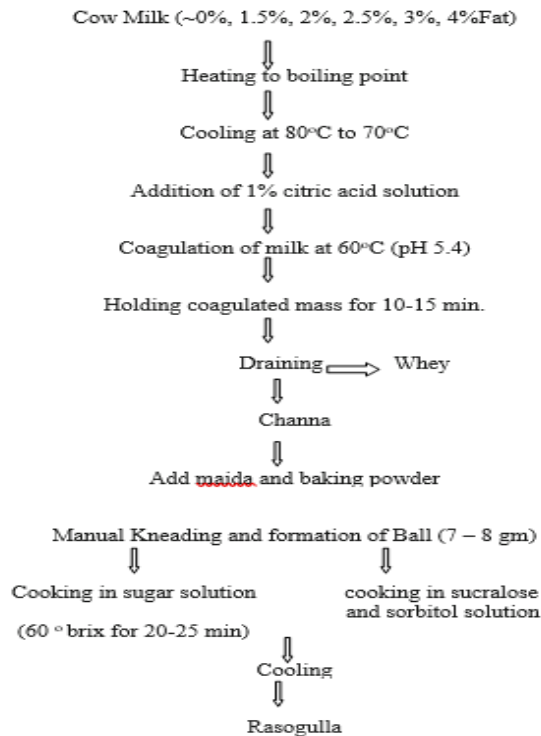 Cow Milk (~0%, 1.5%, 2%, 2.5%, 3%, 4%Fat)
Heating to boiling point
Cooling at 80°C to 70°C
Addition of 1% citric acid solution
Coagulation of milk at 60°C (pH 5.4)
Holding coagulated mass for 10-15 min.
Draining Whey
Channa
Add maida and baking powder
Manual Kneading and formation of Ball (7 – 8 gm)
Cooking in sugar solution
(60 ° brix for 20-25 min)
cooking in sucralose
and sorbitol solution
Cooling
Rasogulla